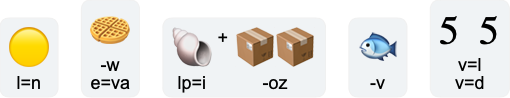 l=n
-w
e=va
+
lp=i
-oz
-v
5 5
v=l
v=d